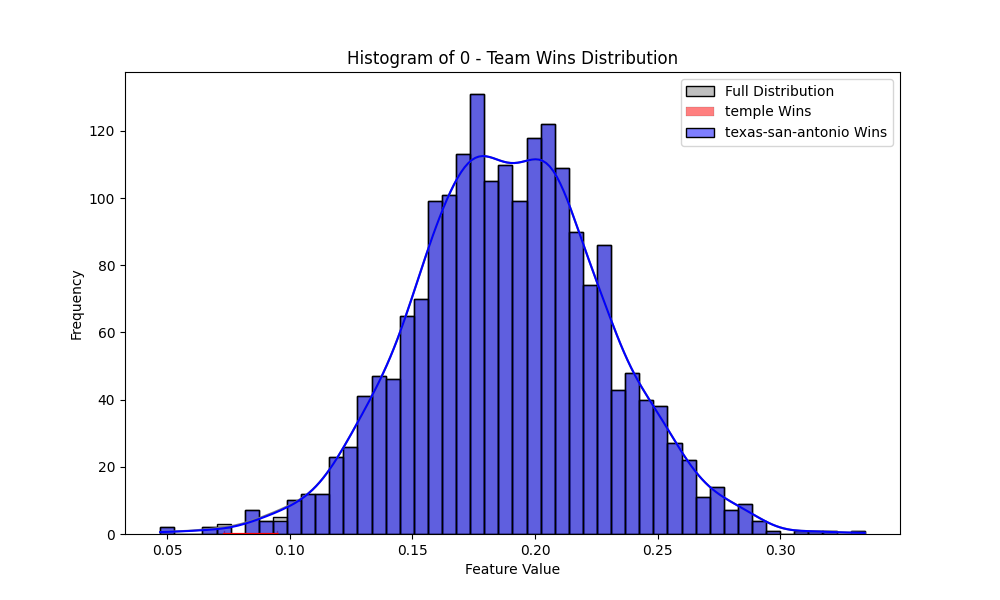 Histogram of 0 - Team Wins Distribution
Full Distribution
temple Wins
texas-san-antonio Wins
Frequency
120
100
80
60
40
20
0
0.05 0.10 0.15 0.20 0.25 0.30
Feature Value